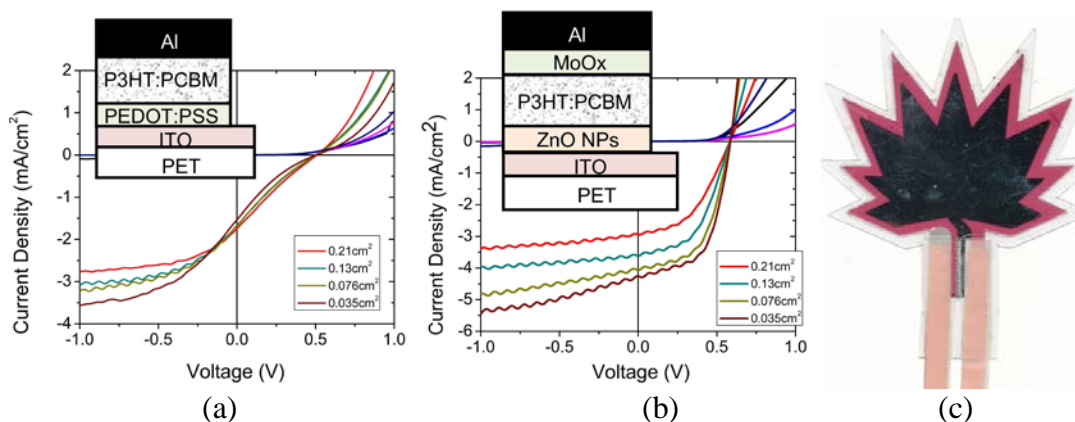 Al
P3HT:PCBM
PEDOT:PSS
ITO
PET
2
1
0
-1
-2
-3
-4
-1.0
-0.5
0.0
0.5
1.0
Current Density (mA/cm²)
Voltage (V)
0.21cm²
0.13cm²
0.076cm²
0.035cm²
(a)
Al
MoOx
P3HT:PCBM
ZnO NPs
ITO
PET
2
1
0
-1
-2
-3
-4
-5
-6
-1.0
-0.5
0.0
0.5
1.0
Current Density (mA/cm²)
Voltage (V)
0.21cm²
0.13cm²
0.076cm²
0.035cm²
(b)
(c)